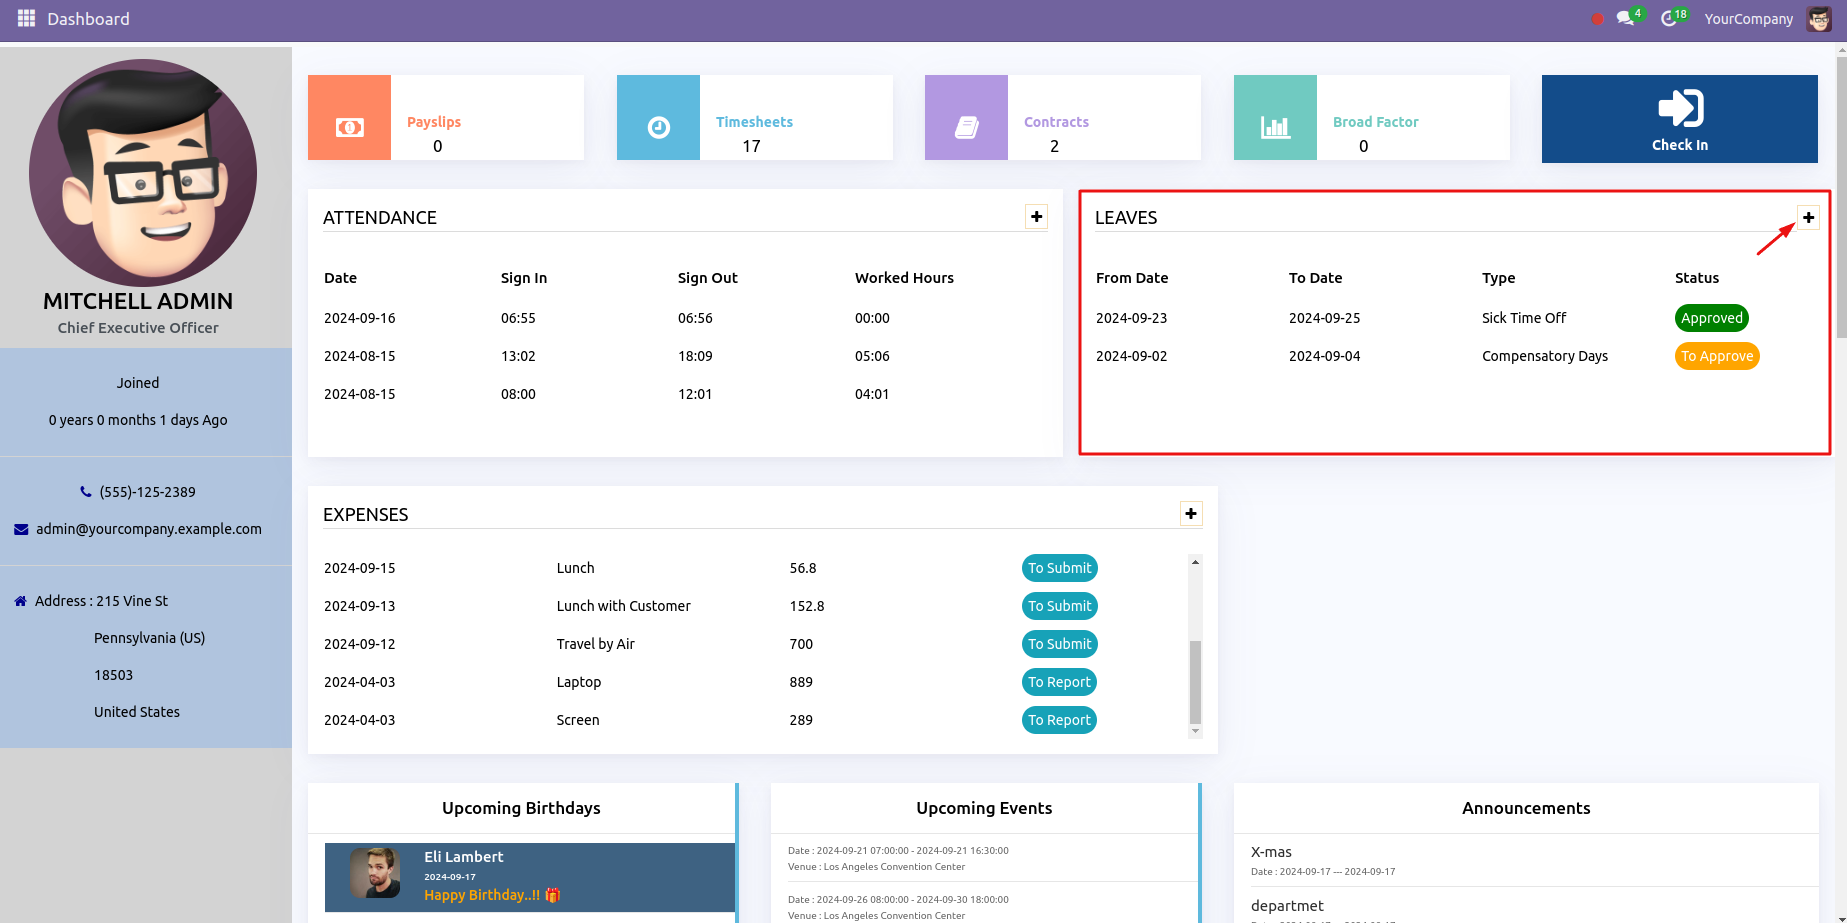 Dashboard
4
18
YourCompany
MITCHELL ADMIN
Chief Executive Officer
Joined
0 years 0 months 1 days Ago
(555)-125-2389
admin@yourcompany.example.com
Address : 215 Vine St
Pennsylvania (US)
18503
United States
Payslips
0
Timesheets
17
Contracts
2
Broad Factor
0
Check In
ATTENDANCE
Date Sign In Sign Out Worked Hours
2024-09-16 06:55 06:56 00:00
2024-08-15 13:02 18:09 05:06
2024-08-15 08:00 12:01 04:01
LEAVES
From Date To Date Type Status
2024-09-23 2024-09-25 Sick Time Off Approved
2024-09-02 2024-09-04 Compensatory Days To Approve
EXPENSES
2024-09-15 Lunch 56.8 To Submit
2024-09-13 Lunch with Customer 152.8 To Submit
2024-09-12 Travel by Air 700 To Submit
2024-04-03 Laptop 889 To Report
2024-04-03 Screen 289 To Report
Upcoming Birthdays
Eli Lambert
2024-09-17
Happy Birthday..!! 🎁
Upcoming Events
Date : 2024-09-21 07:00:00 - 2024-09-21 16:30:00
Venue : Los Angeles Convention Center
Date : 2024-09-26 08:00:00 - 2024-09-30 18:00:00
Venue : Los Angeles Convention Center
Announcements
X-mas
Date : 2024-09-17 --- 2024-09-17
departmet